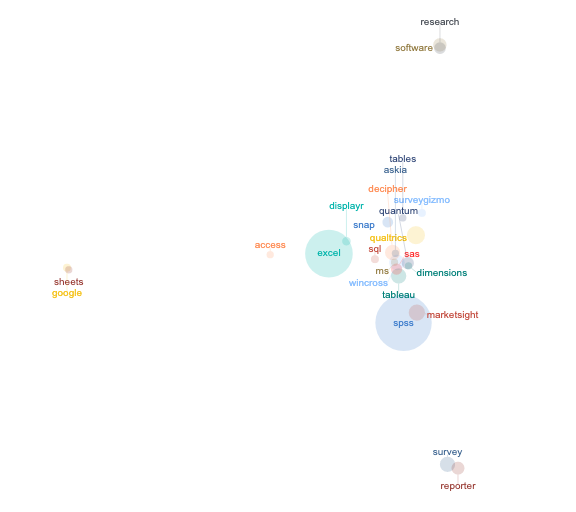 research
software
tables
askia
decipher
surveygizmo
displayr
quantum
snap
qualtrics
access
sql
sas
excel
ms
dimensions
sheets
wincross
google
tableau
marketsight
spss
survey
reporter